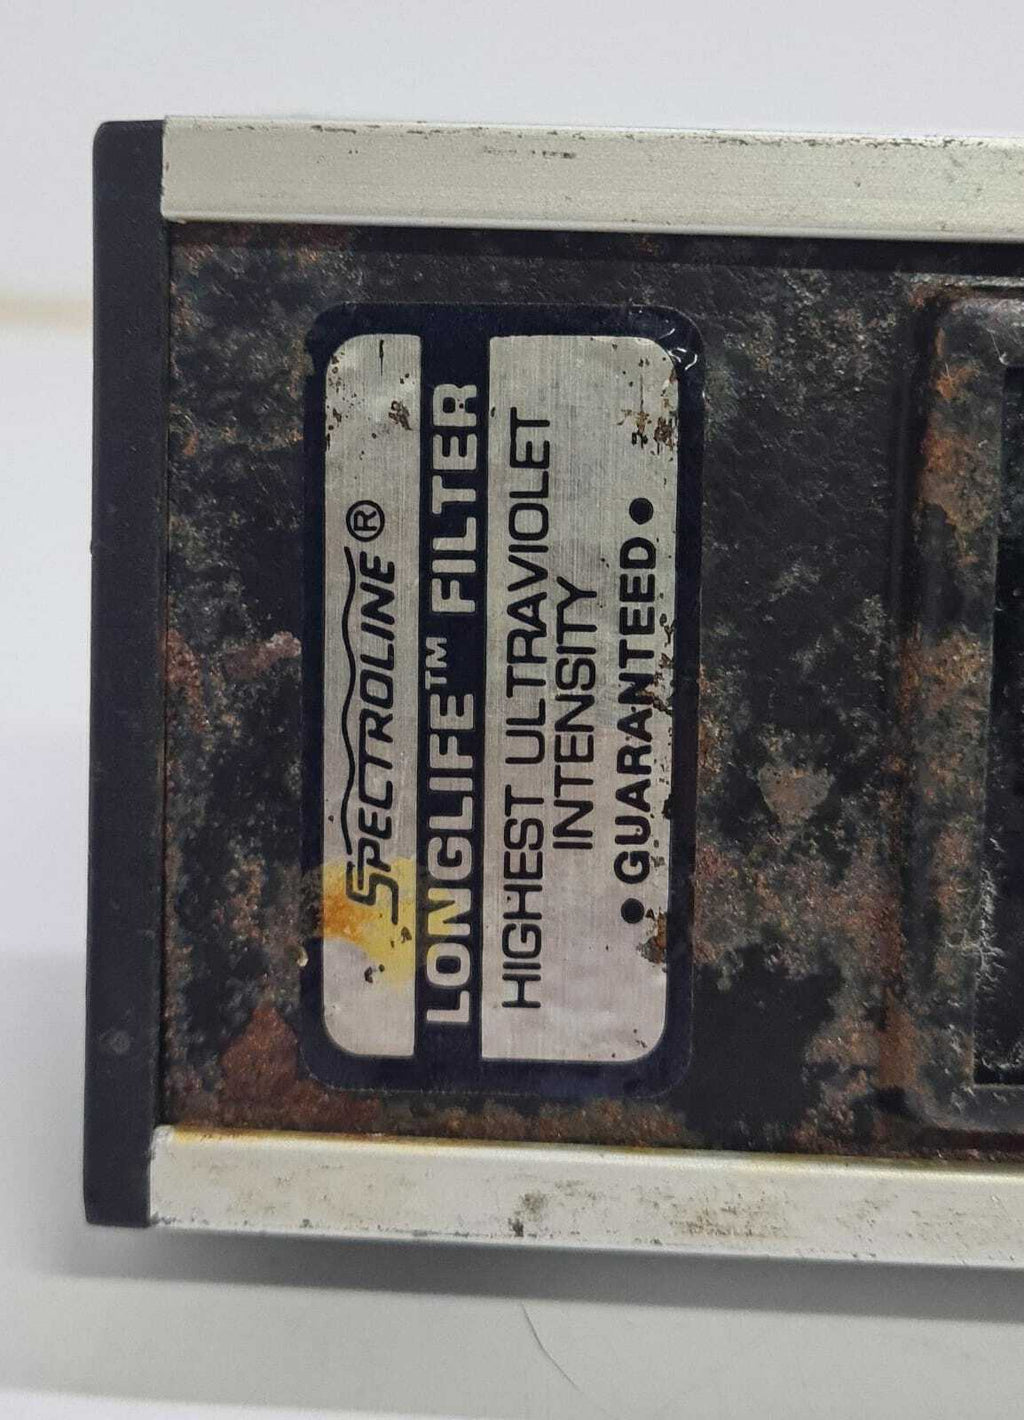 SPECTROLINE®
LONGLIFE™ FILTER
HIGHEST ULTRAVIOLET
INTENSITY
• GUARANTEED •